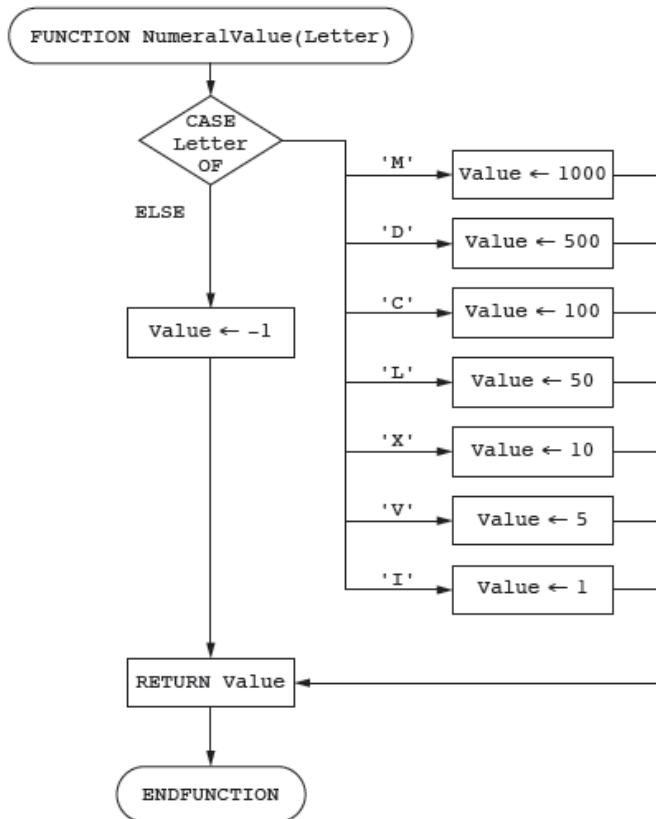 FUNCTION NumeralValue(Letter)
CASE
Letter
OF
ELSE
Value ← -1
'M'
Value ← 1000
'D'
Value ← 500
'C'
Value ← 100
'L'
Value ← 50
'X'
Value ← 10
'V'
Value ← 5
'I'
Value ← 1
RETURN Value
ENDFUNCTION